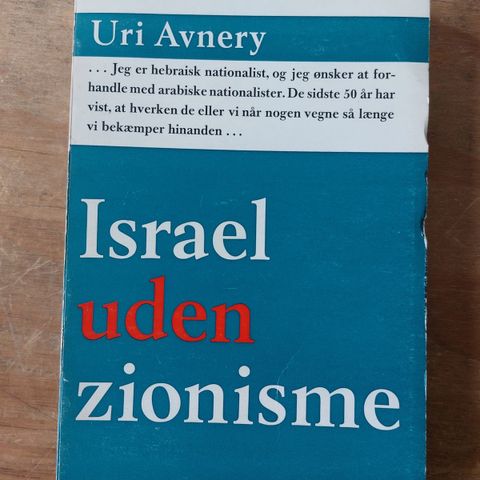 Uri Avnery
... Jeg er hebraisk nationalist, og jeg ønsker at for-
handle med arabiske nationalister. De sidste 50 år har
vist, at hverken de eller vi når nogen vegne så længe
vi bekæmper hinanden ...
Israel
uden
zionisme